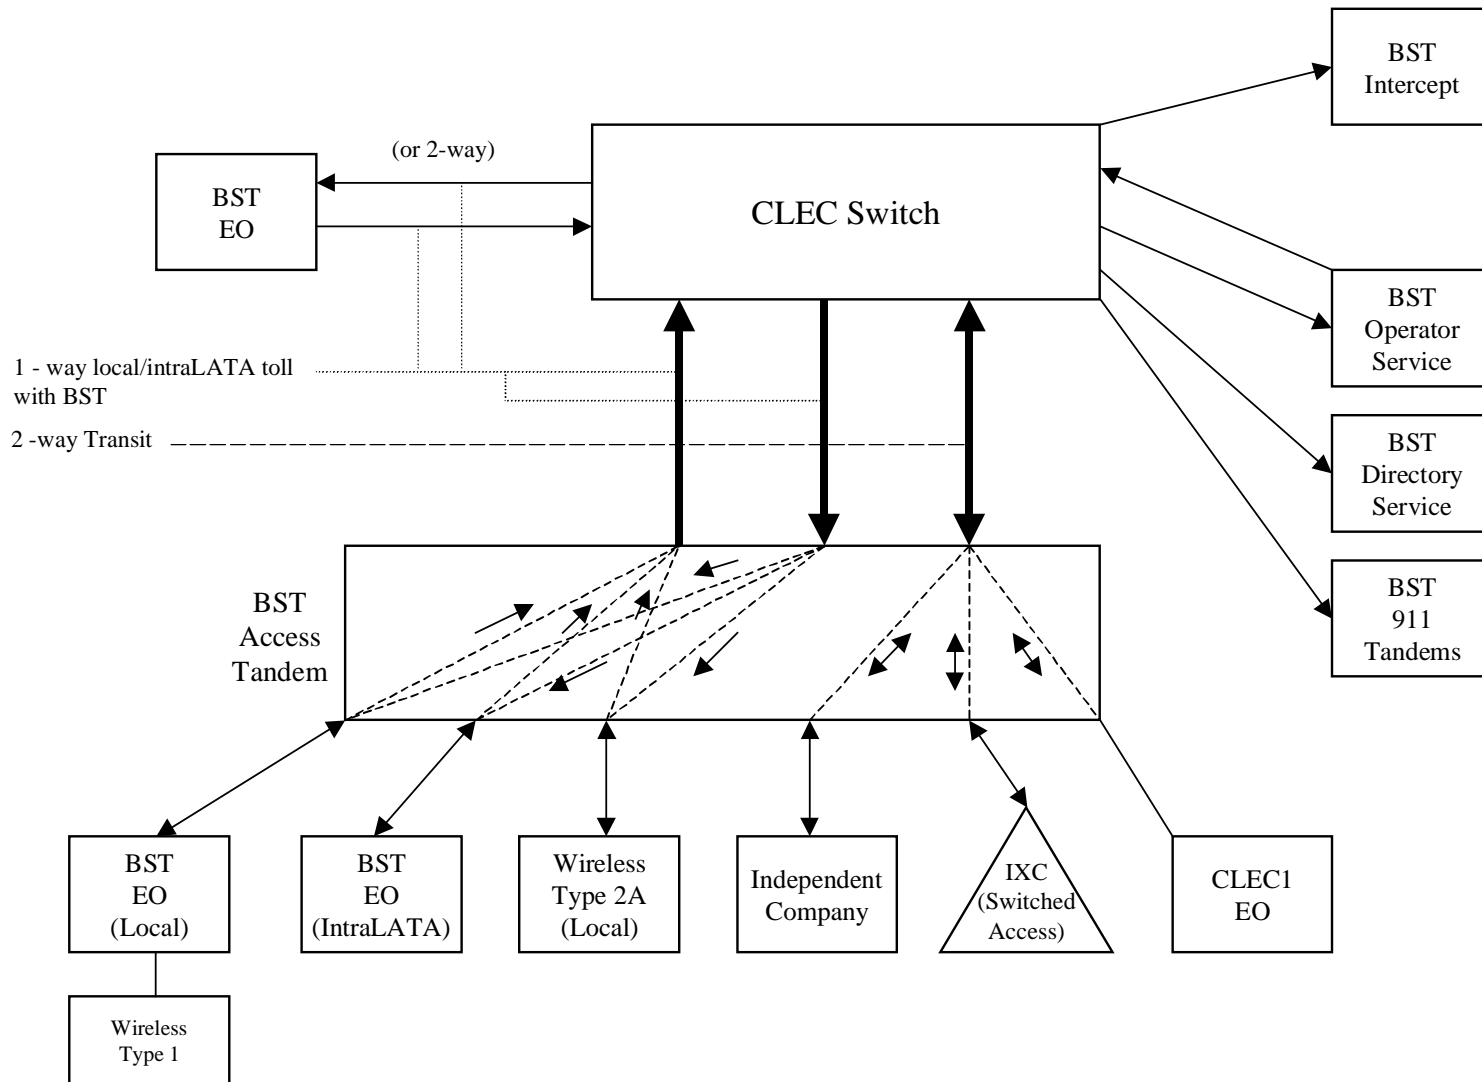 BST
Intercept
(or 2-way)
BST
EO
CLEC Switch
BST
Operator
Service
1 - way local/intraLATA toll
with BST
2 -way Transit
BST
Directory
Service
BST
Access
Tandem
BST
911
Tandems
BST
EO
(Local)
BST
EO
(IntraLATA)
Wireless
Type 2A
(Local)
Independent
Company
IXC
(Switched
Access)
CLEC1
EO
Wireless
Type 1